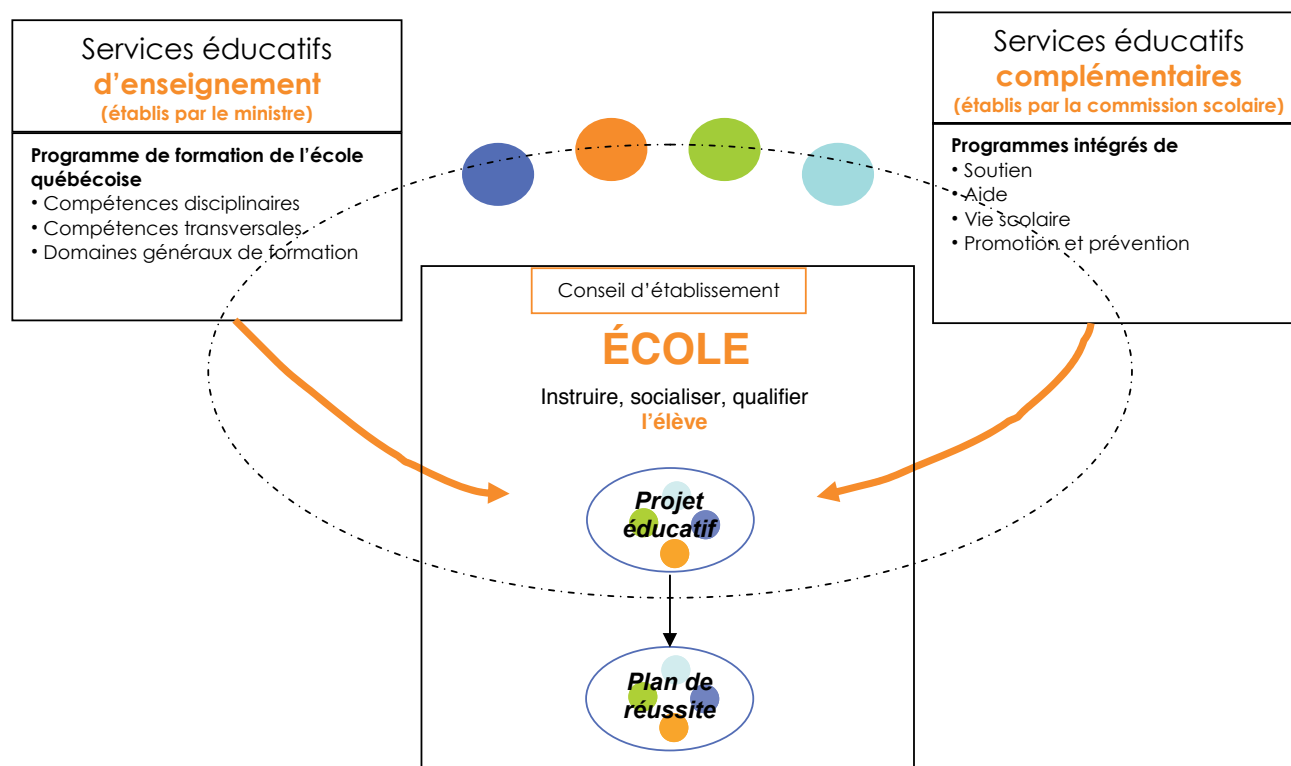 Services éducatifs
d'enseignement
(établis par le ministre)
Programme de formation de l'école
québécoise
• Compétences disciplinaires
• Compétences transversales
• Domaines généraux de formation
Services éducatifs
complémentaires
(établis par la commission scolaire)
Programmes intégrés de
• Soutien
• Aide
• Vie scolaire
• Promotion et prévention
Conseil d'établissement
ÉCOLE
Instruire, socialiser, qualifier
l'élève
Projet
éducatif
Plan de
réussite